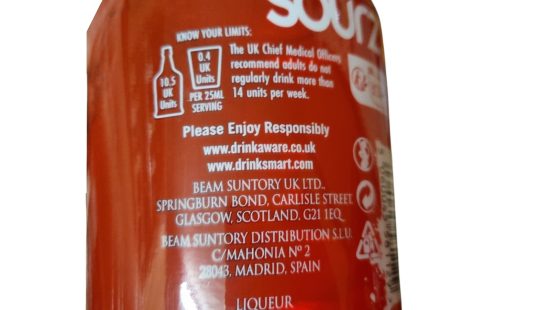 sourz
KNOW YOUR LIMITS:
10.5
UK
Units
0.4
UK
Units
PER 25ML
SERVING
The UK Chief Medical Officers
recommend adults do not
regularly drink more than
14 units per week.
Please Enjoy Responsibly
www.drinkaware.co.uk
www.drinksmart.com
BEAM SUNTORY UK LTD.,
SPRINGBURN BOND, CARLISLE STREET,
GLASGOW, SCOTLAND, G21 1EQ
BEAM SUNTORY DISTRIBUTION S.L.U.
C/MAHONIA Nº 2
28043, MADRID, SPAIN
LIQUEUR